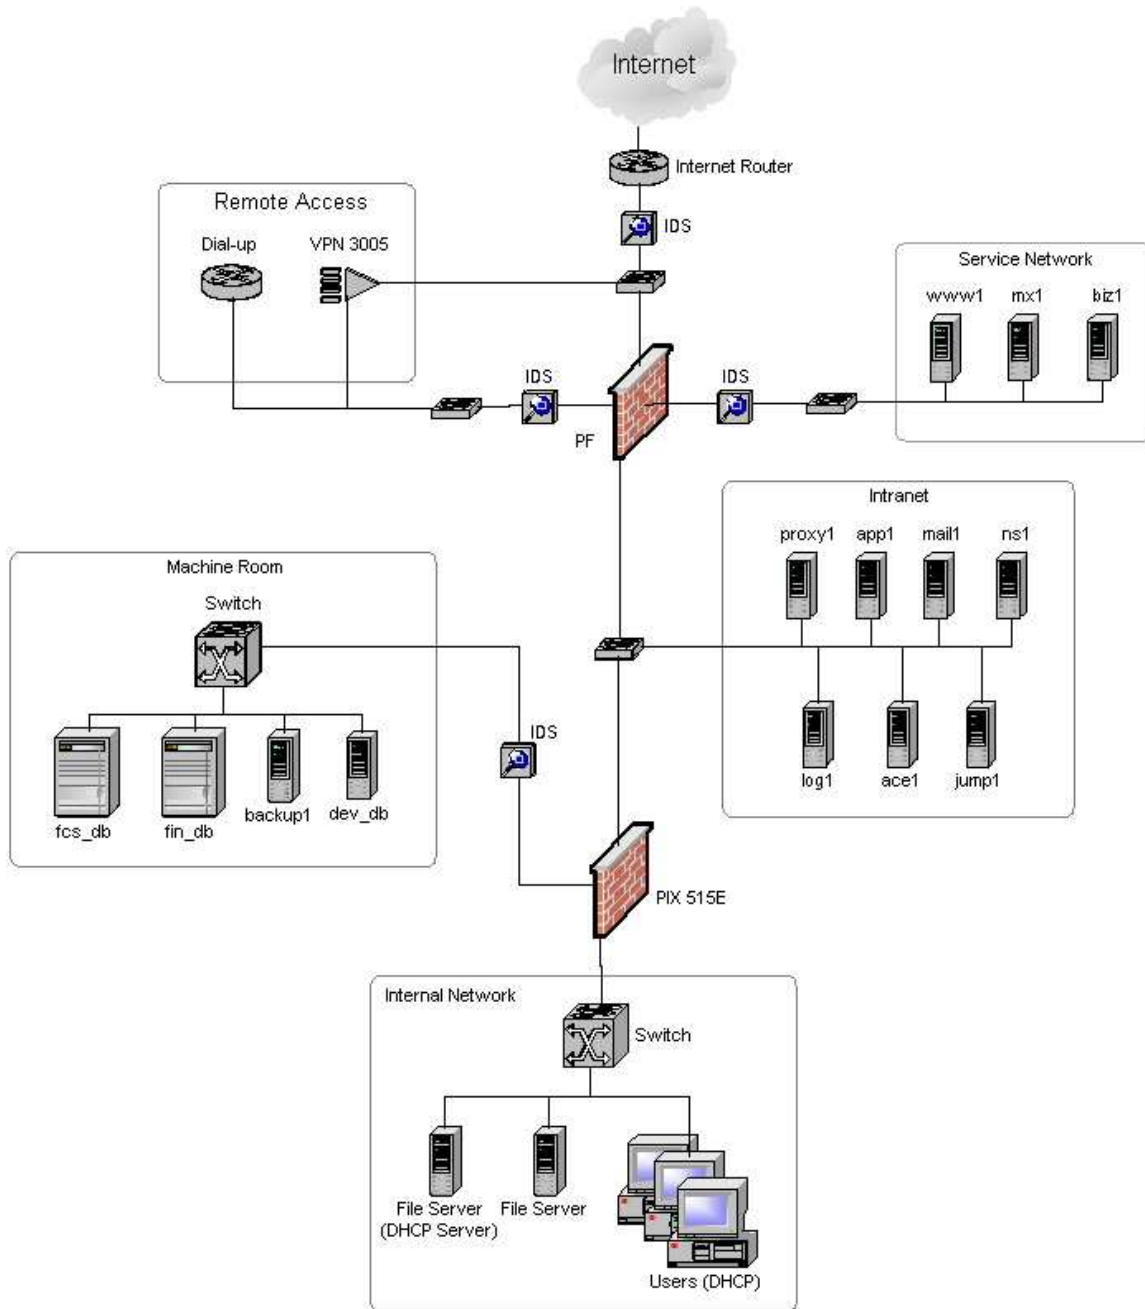 Internet
Internet Router
IDS
Remote Access
Dial-up
VPN 3005
Service Network
www1
mx1
biz1
IDS
IDS
PF
Intranet
proxy1
app1
mail1
ns1
Machine Room
Switch
IDS
log1
ace1
jump1
fcs_db
fin_db
backup1
dev_db
PIX 515E
Internal Network
Switch
File Server
(DHCP Server)
File Server
Users (DHCP)